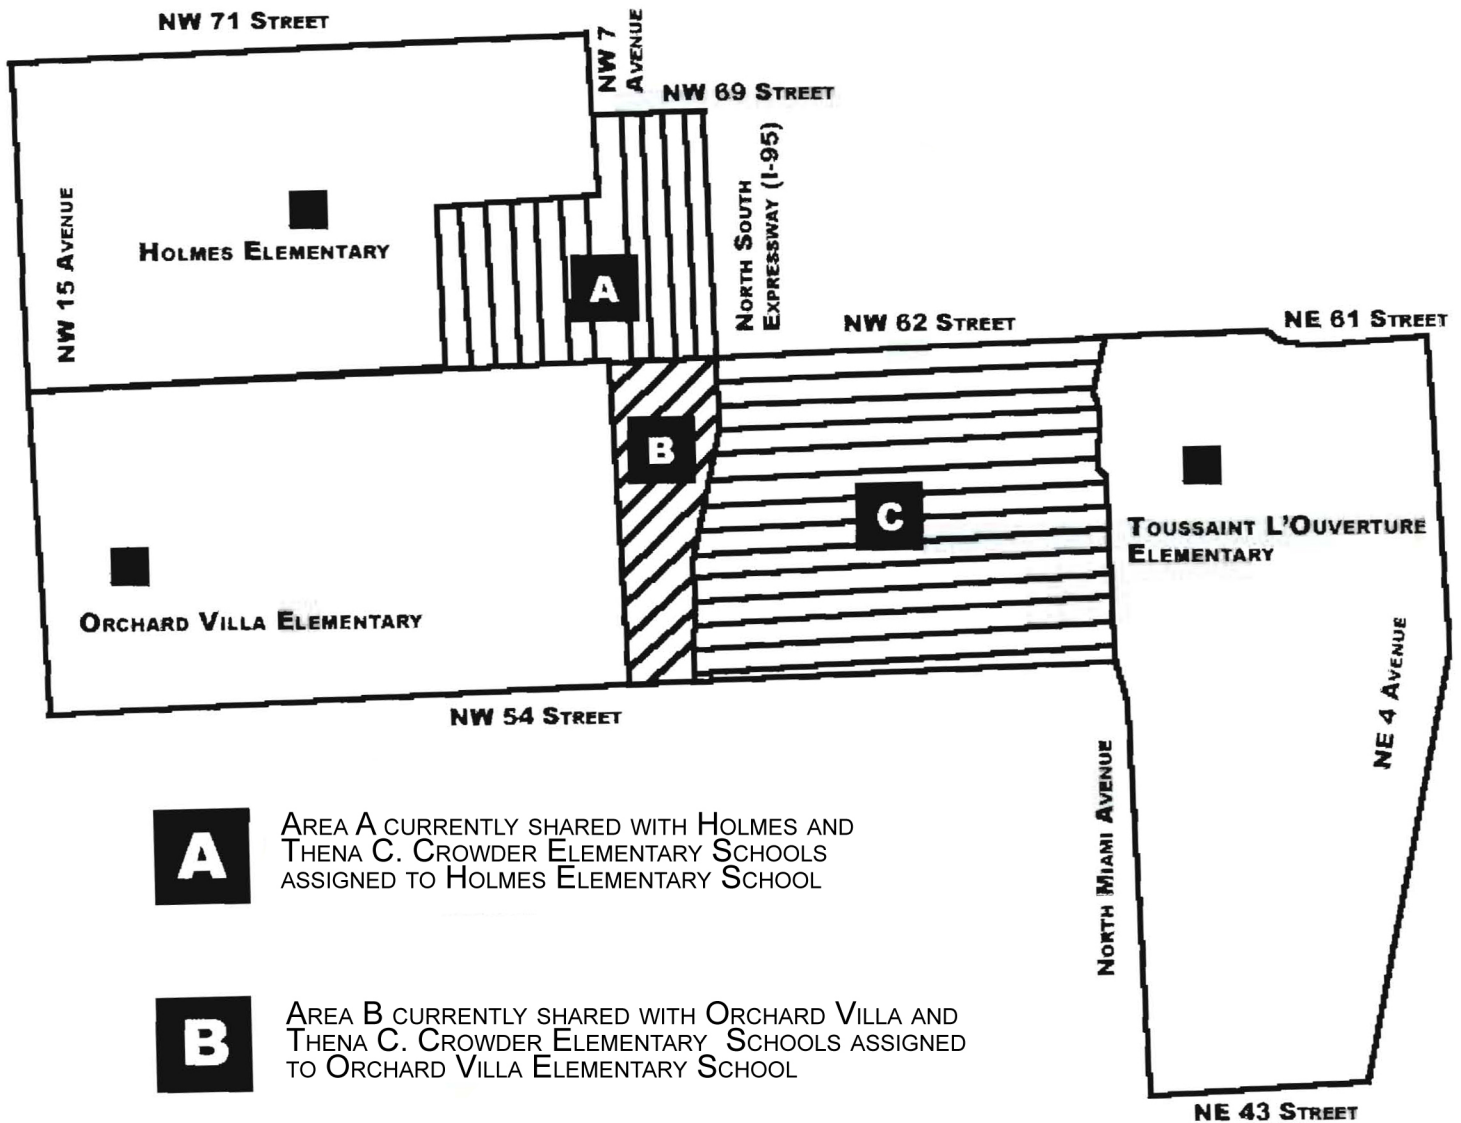 NW 71 STREET
NW 7
AVENUE
NW 69 STREET
NORTH SOUTH
EXPRESSWAY (I-95)
NW 15 AVENUE
HOLMES ELEMENTARY
A
NW 62 STREET
NE 61 STREET
B
C
TOUSSAINT L'OUVERTURE
ELEMENTARY
ORCHARD VILLA ELEMENTARY
NW 54 STREET
NE 4 AVENUE
NORTH MIAMI AVENUE
NE 43 STREET
A
AREA A CURRENTLY SHARED WITH HOLMES AND
THENA C. CROWDER ELEMENTARY SCHOOLS
ASSIGNED TO HOLMES ELEMENTARY SCHOOL
B
AREA B CURRENTLY SHARED WITH ORCHARD VILLA AND
THENA C. CROWDER ELEMENTARY SCHOOLS ASSIGNED
TO ORCHARD VILLA ELEMENTARY SCHOOL